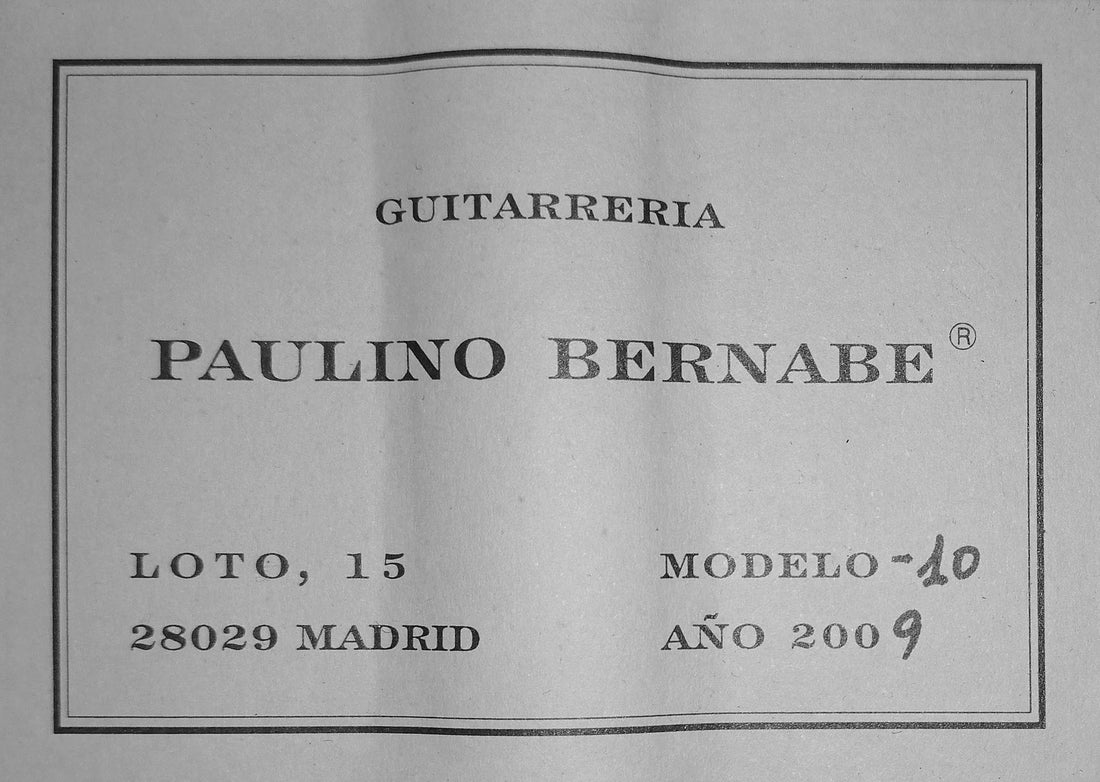 GUITARRERIA
PAULINO BERNABE ®
LOTO, 15
28029 MADRID
MODELO -10
AÑO 2009